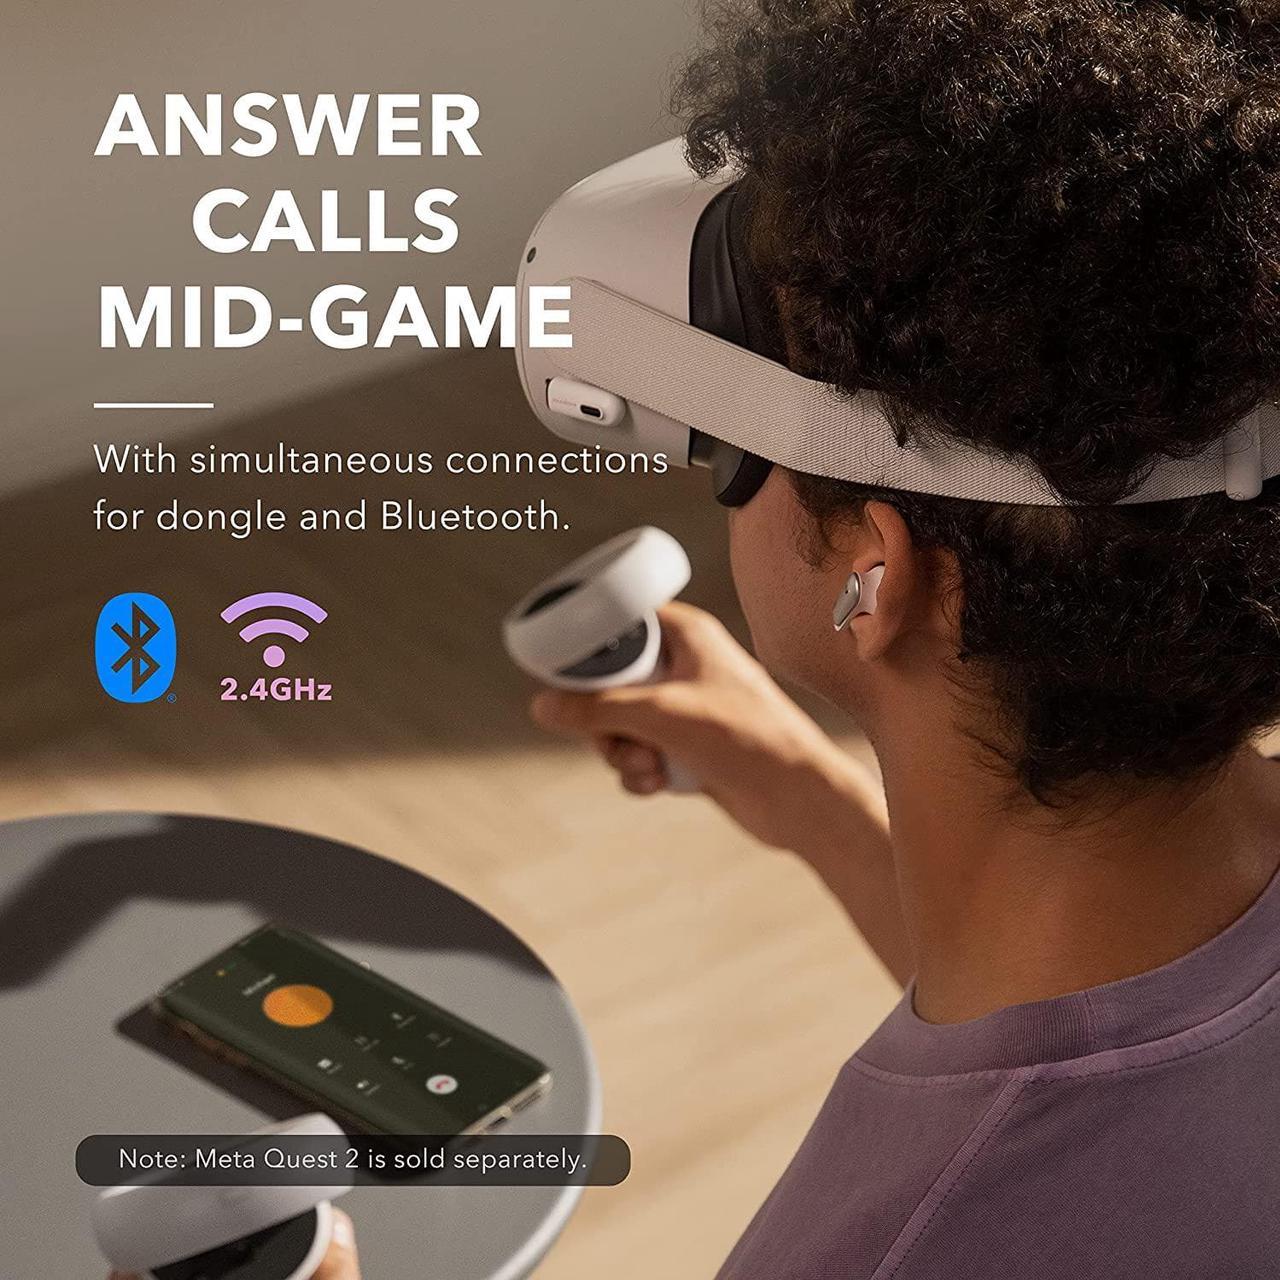 ANSWER
CALLS
MID-GAME
With simultaneous connections
for dongle and Bluetooth.
®
2.4GHz
Note: Meta Quest 2 is sold separately.